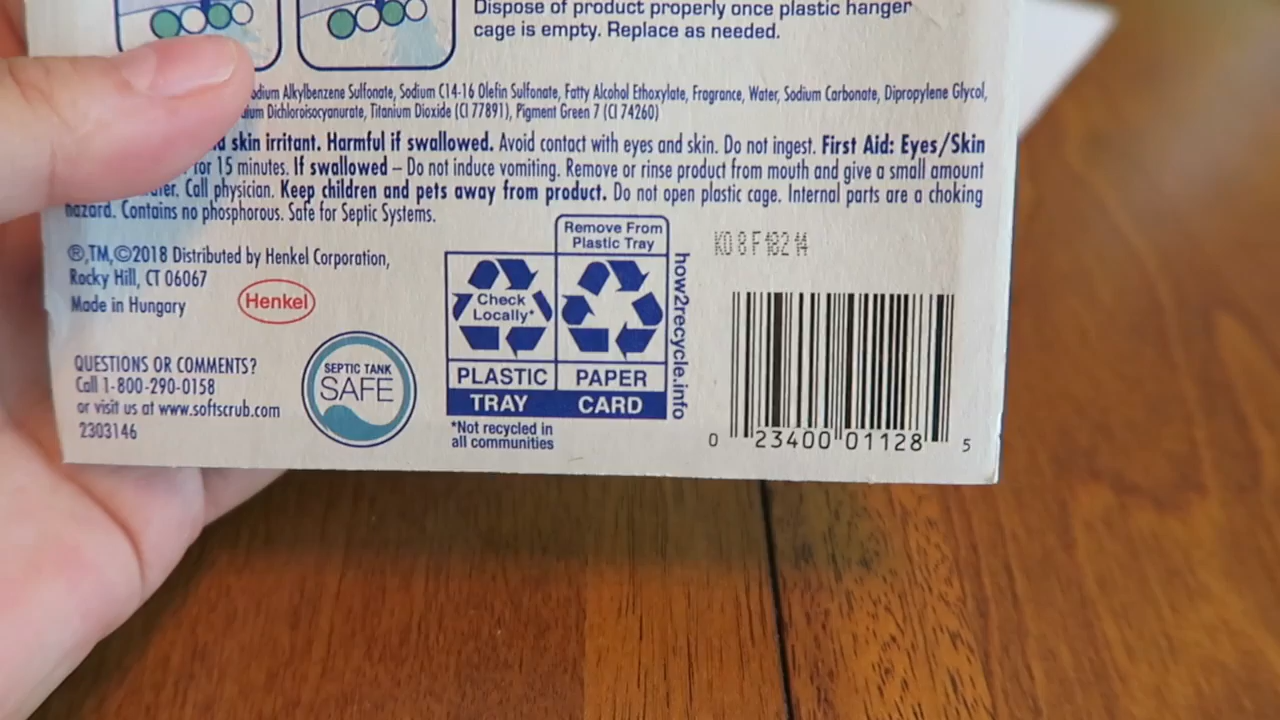 Dispose of product properly once plastic hanger
cage is empty. Replace as needed.
Alkylbenzene Sulfonate, Sodium C14-16 Olefin Sulfonate, Fatty Alcohol Ethoxylate, Fragrance, Water, Sodium Carbonate, Dipropylene Glycol,
Dichloroisocyanurate, Titanium Dioxide (CI 77891), Pigment Green 7 (CI 74260)
skin irritant. Harmful if swallowed. Avoid contact with eyes and skin. Do not ingest. First Aid: Eyes/Skin
for 15 minutes. If swallowed – Do not induce vomiting. Remove or rinse product from mouth and give a small amount
Call physician. Keep children and pets away from product. Do not open plastic cage. Internal parts are a choking
hazard. Contains no phosphorous. Safe for Septic Systems.
®,TM,©2018 Distributed by Henkel Corporation,
Rocky Hill, CT 06067
Made in Hungary
Henkel
QUESTIONS OR COMMENTS?
Call 1-800-290-0158
or visit us at www.softscrub.com
2303146
SEPTIC TANK
SAFE
Remove From
Plastic Tray
Check
Locally*
PLASTIC
TRAY
PAPER
CARD
*Not recycled in
all communities
how2recycle.info
0 23400 01128 5